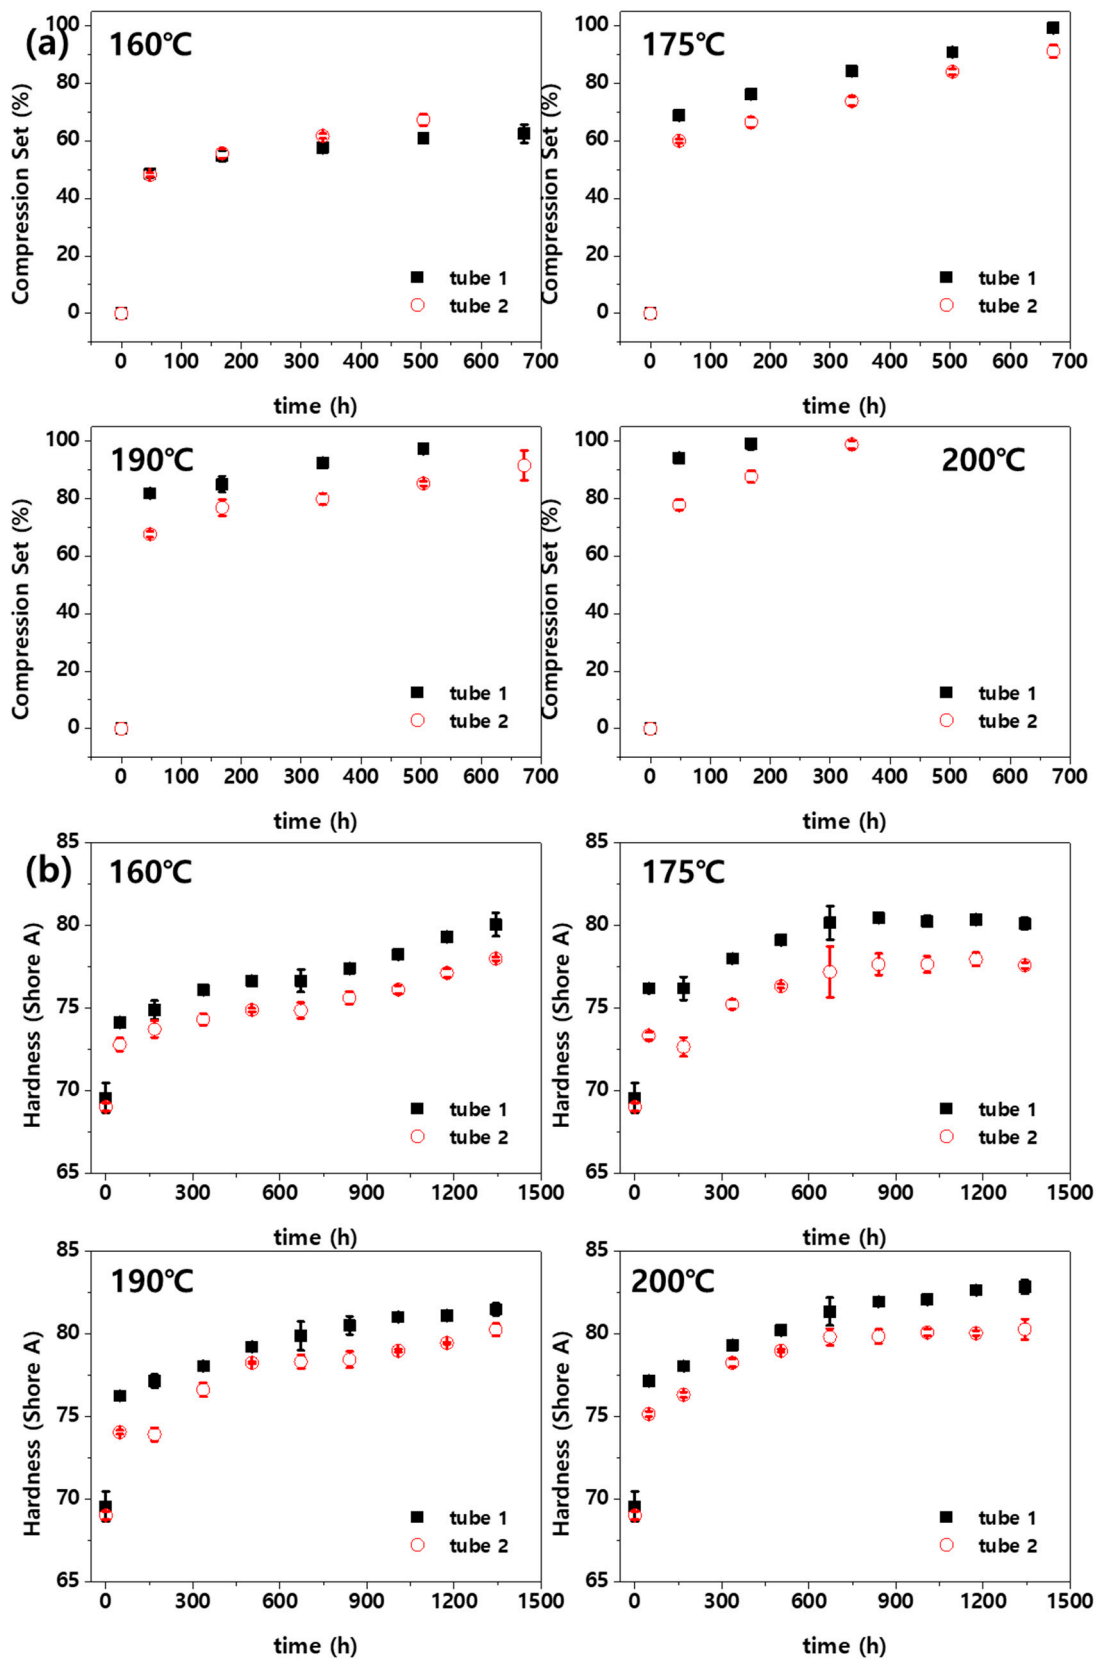 (a)
160℃
Compression Set (%)
100
80
60
40
20
0
tube 1
tube 2
0 100 200 300 400 500 600 700
time (h)
175℃
Compression Set (%)
100
80
60
40
20
0
tube 1
tube 2
0 100 200 300 400 500 600 700
time (h)
190℃
Compression Set (%)
100
80
60
40
20
0
tube 1
tube 2
0 100 200 300 400 500 600 700
time (h)
200℃
Compression Set (%)
100
80
60
40
20
0
tube 1
tube 2
0 100 200 300 400 500 600 700
time (h)
(b)
160℃
Hardness (Shore A)
85
80
75
70
65
tube 1
tube 2
0 300 600 900 1200 1500
time (h)
175℃
Hardness (Shore A)
85
80
75
70
65
tube 1
tube 2
0 300 600 900 1200 1500
time (h)
190℃
Hardness (Shore A)
85
80
75
70
65
tube 1
tube 2
0 300 600 900 1200 1500
time (h)
200℃
Hardness (Shore A)
85
80
75
70
65
tube 1
tube 2
0 300 600 900 1200 1500
time (h)